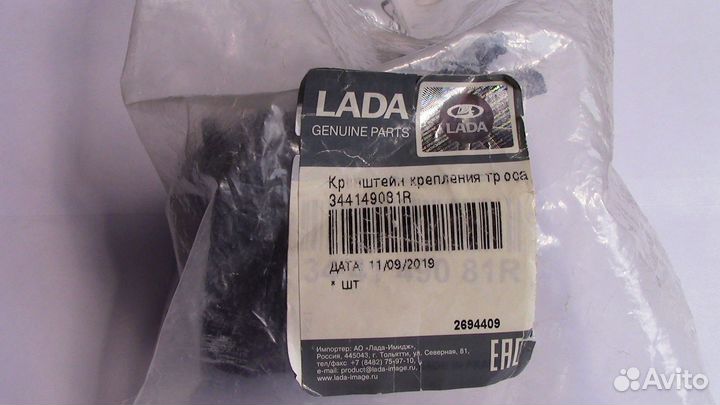 LADA
GENUINE PARTS
LADA
Кронштейн крепления троса
344149081R
ДАТА 11/09/2019
* шт
2694409
Импортер: АО «Лада-Имидж»,
Россия, 445043, г. Тольятти, ул. Северная, 81,
тел/факс +7 (8482) 75-97-10,
e-mail: product@lada-image.ru
www.lada-image.ru
EAC
Avito